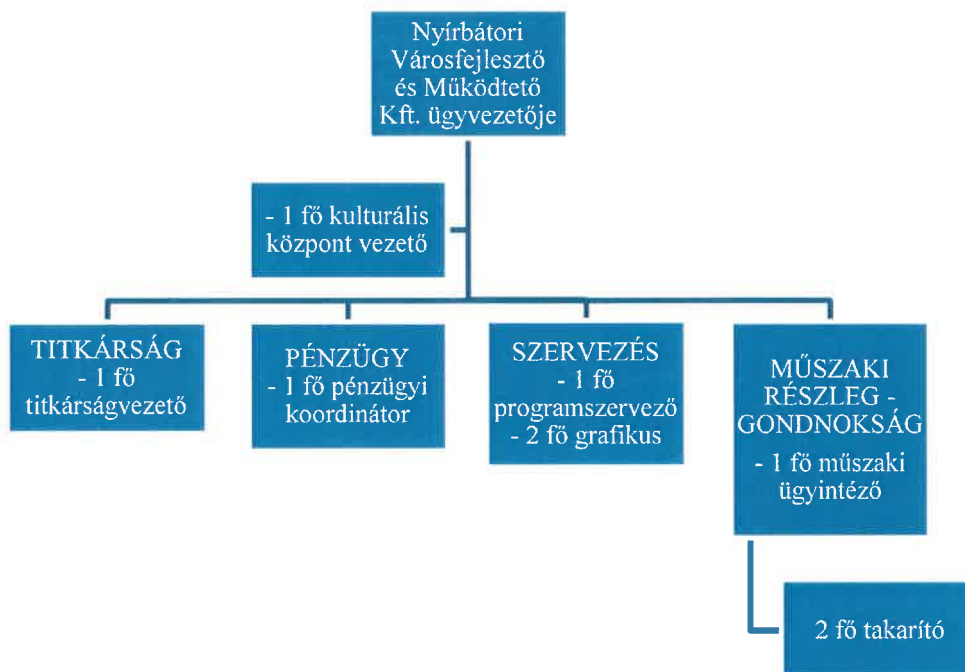 Nyírbátori
Városfejlesztő
és Működtető
Kft. ügyvezetője
- 1 fő kulturális
központ vezető
TITKÁRSÁG
- 1 fő
titkárságvezető
PÉNZÜGY
- 1 fő pénzügyi
koordinátor
SZERVEZÉS
- 1 fő
programszervező
- 2 fő grafikus
MŰSZAKI
RÉSZLEG -
GONDNOKSÁG
- 1 fő műszaki
ügyintéző
2 fő takarító